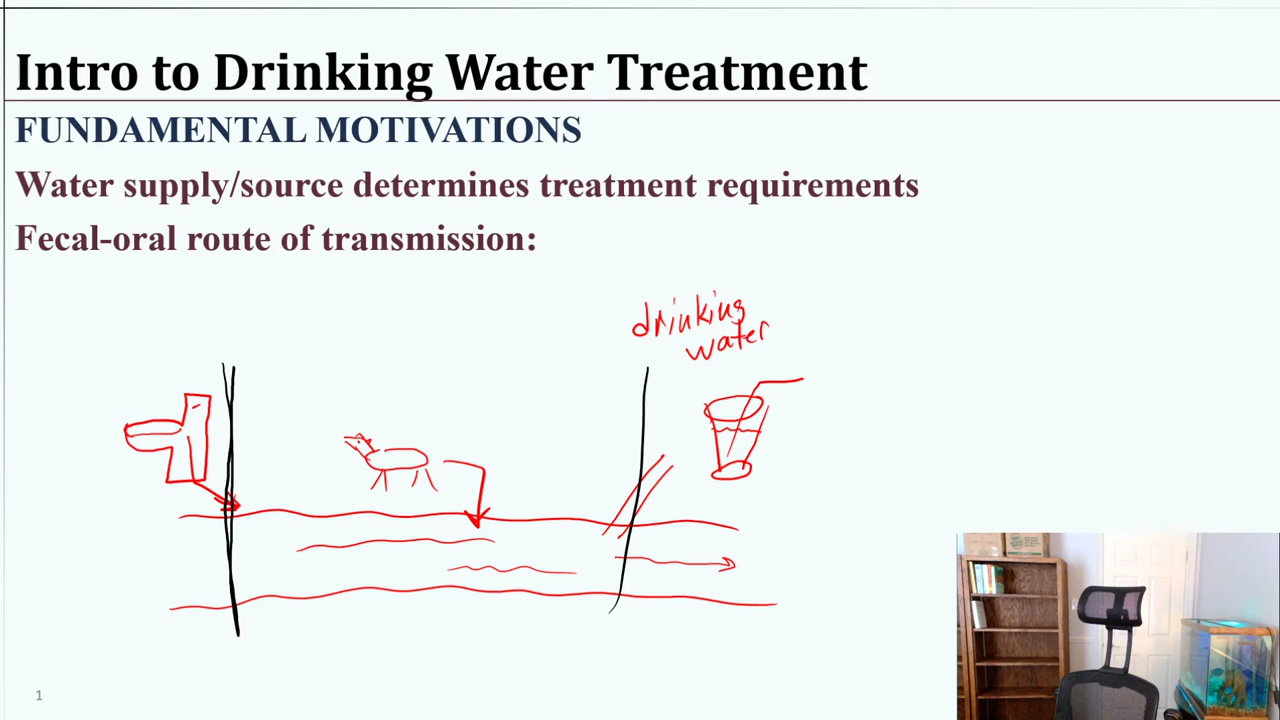 Intro to Drinking Water Treatment
FUNDAMENTAL MOTIVATIONS
Water supply/source determines treatment requirements
Fecal-oral route of transmission:
drinking
water
1